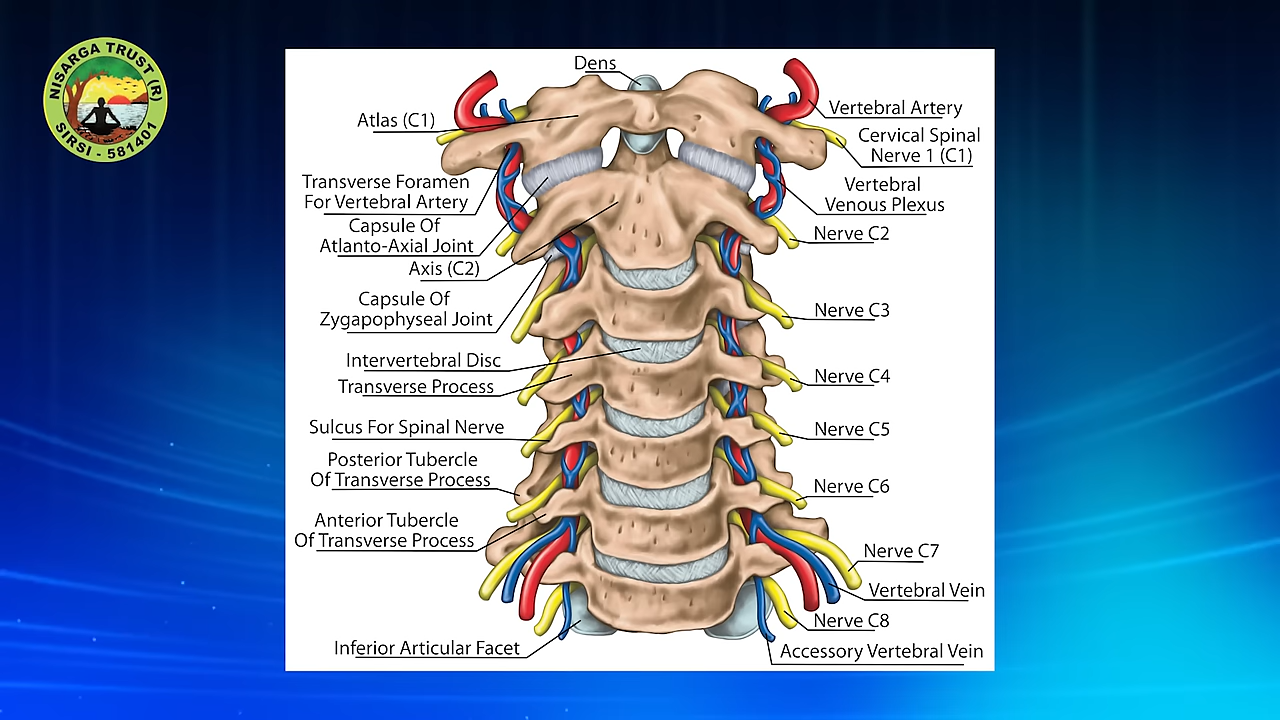 NISARGA TRUST (R)
SIRSI - 581401
Dens
Atlas (C1)
Transverse Foramen
For Vertebral Artery
Capsule Of
Atlanto-Axial Joint
Axis (C2)
Capsule Of
Zygapophyseal Joint
Intervertebral Disc
Transverse Process
Sulcus For Spinal Nerve
Posterior Tubercle
Of Transverse Process
Anterior Tubercle
Of Transverse Process
Inferior Articular Facet
Vertebral Artery
Cervical Spinal
Nerve 1 (C1)
Vertebral
Venous Plexus
Nerve C2
Nerve C3
Nerve C4
Nerve C5
Nerve C6
Nerve C7
Vertebral Vein
Nerve C8
Accessory Vertebral Vein